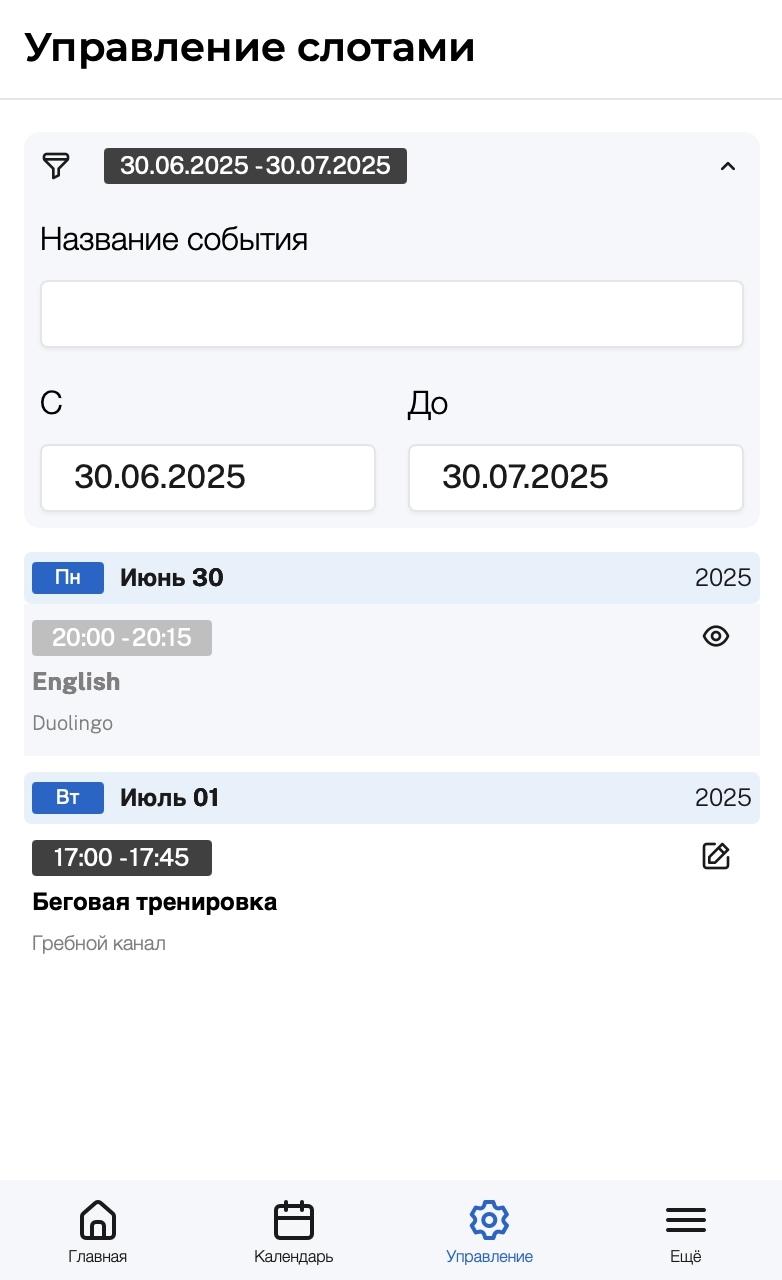 Управление слотами
30.06.2025 - 30.07.2025
Название события
С До
30.06.2025 30.07.2025
Пн Июнь 30 2025
20:00 - 20:15
English
Duolingo
Вт Июль 01 2025
17:00 - 17:45
Беговая тренировка
Гребной канал
Главная Календарь Управление Ещё